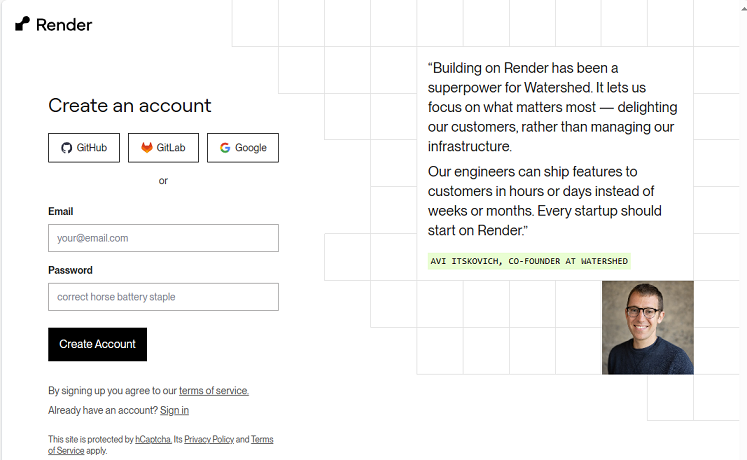 Render
Create an account
GitHub
GitLab
Google
or
Email
your@email.com
Password
correct horse battery staple
Create Account
By signing up you agree to our terms of service.
Already have an account? Sign in
This site is protected by hCaptcha. Its Privacy Policy and Terms
of Service apply.
“Building on Render has been a
superpower for Watershed. It lets us
focus on what matters most — delighting
our customers, rather than managing our
infrastructure.
Our engineers can ship features to
customers in hours or days instead of
weeks or months. Every startup should
start on Render.”
AVI ITSKOVICH, CO-FOUNDER AT WATERSHED